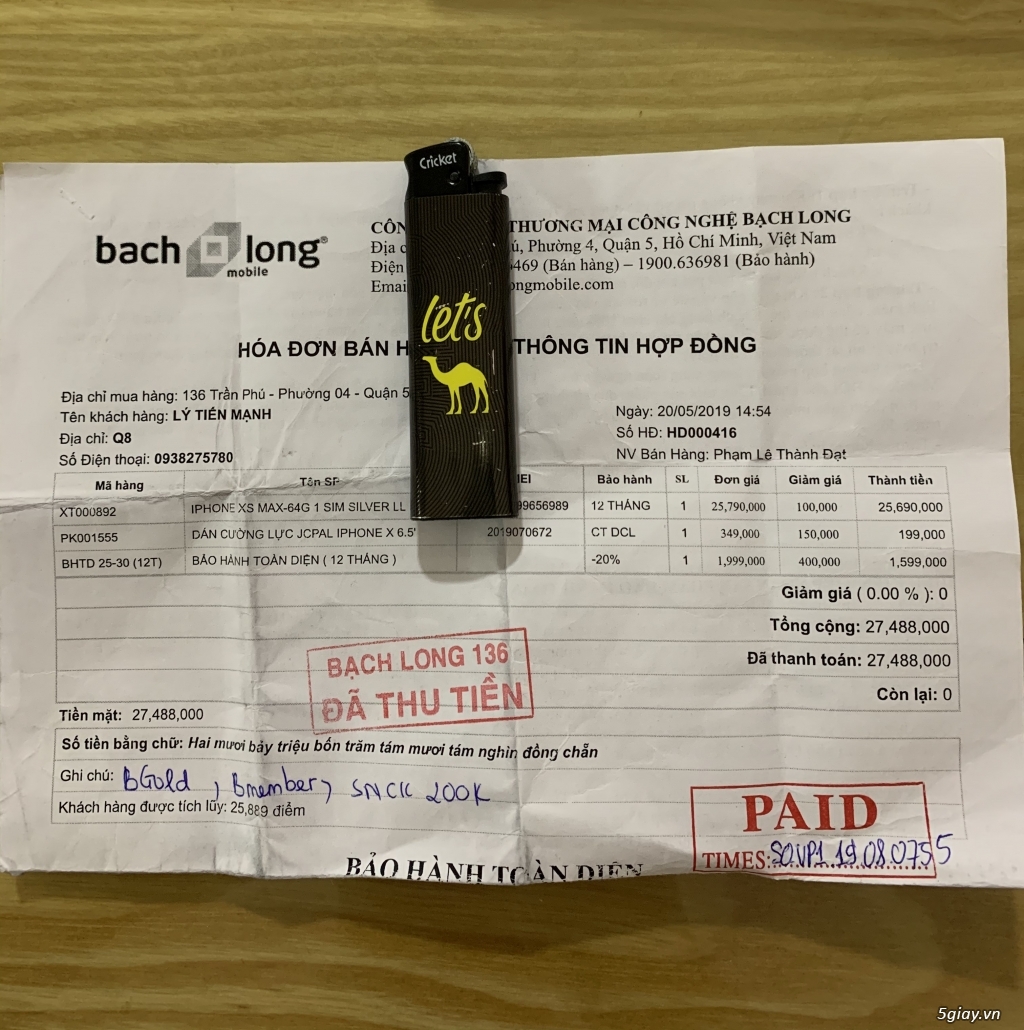 Cricket
let's
bach long®
mobile
CÔN THƯƠNG MẠI CÔNG NGHỆ BẠCH LONG
Địa c ú, Phường 4, Quận 5, Hồ Chí Minh, Việt Nam
Điện 469 (Bán hàng) – 1900.636981 (Bảo hành)
Emai ongmobile.com
HÓA ĐƠN BÁN H THÔNG TIN HỢP ĐỒNG
Địa chỉ mua hàng: 136 Trần Phú - Phường 04 - Quận 5
Tên khách hàng: LÝ TIẾN MẠNH
Ngày: 20/05/2019 14:54
Địa chỉ: Q8
Số HĐ: HD000416
Số Điện thoại: 0938275780
NV Bán Hàng: Phạm Lê Thành Đạt
Mã hàng Tên SP MEI Bảo hành SL Đơn giá Giảm giá Thành tiền
XT000892 IPHONE XS MAX-64G 1 SIM SILVER LL 99656989 12 THÁNG 1 25,790,000 100,000 25,690,000
PK001555 DÁN CƯỜNG LỰC JCPAL IPHONE X 6.5' 2019070672 CT DCL 1 349,000 150,000 199,000
BHTD 25-30 (12T) BẢO HÀNH TOÀN DIỆN ( 12 THÁNG ) -20% 1 1,999,000 400,000 1,599,000
Giảm giá ( 0.00 % ): 0
Tổng cộng: 27,488,000
Đã thanh toán: 27,488,000
Còn lại: 0
BẠCH LONG 136
ĐÃ THU TIỀN
Tiền mặt: 27,488,000
Số tiền bằng chữ: Hai mươi bảy triệu bốn trăm tám mươi tám nghìn đồng chẵn
Ghi chú: BGold, Bmember, SNCK 200K
Khách hàng được tích lũy: 25,889 điểm
PAID
TIMES: 19.08.0755
BẢO HÀNH TOÀN DIỆN
5giay.vn